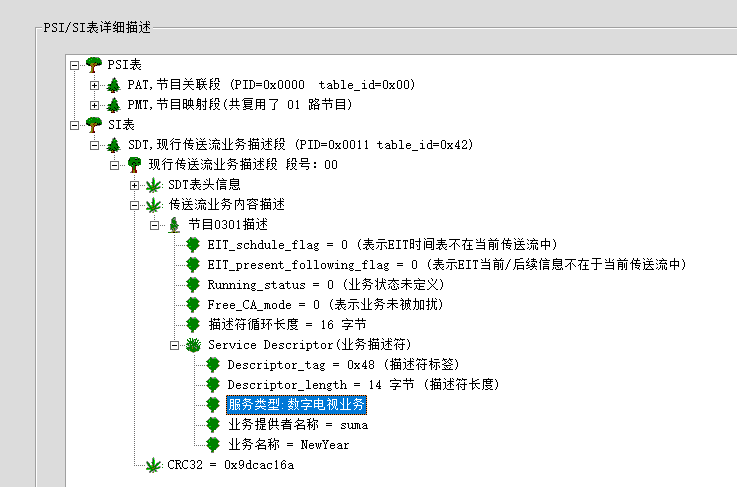 PSI/SI表详细描述
PSI表
PAT,节目关联段 (PID=0x0000 table_id=0x00)
PMT,节目映射段(共复用了 01 路节目)
SI表
SDT,现行传送流业务描述段 (PID=0x0011 table_id=0x42)
现行传送流业务描述段 段号: 00
SDT表头信息
传送流业务内容描述
节目0301描述
EIT_schdule_flag = 0 (表示EIT时间表不在当前传送流中)
EIT_present_following_flag = 0 (表示EIT当前/后续信息不在于当前传送流中)
Running_status = 0 (业务状态未定义)
Free_CA_mode = 0 (表示业务未被加扰)
描述符循环长度 = 16 字节
Service Descriptor(业务描述符)
Descriptor_tag = 0x48 (描述符标签)
Descriptor_length = 14 字节 (描述符长度)
服务类型:数字电视业务
业务提供者名称 = suma
业务名称 = NewYear
CRC32 = 0x9dcac16a